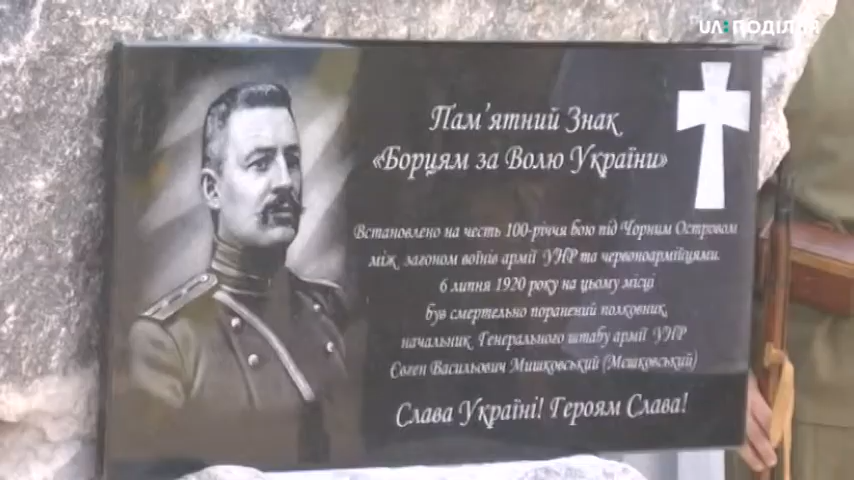 UA:ПОДІЛЛЯ
Пам'ятний Знак
«Борцям за Волю України»
Встановлено на честь 100-річчя бою під Чорним Островом
між загоном воїнів армії УНР та червоноармійцями.
6 липня 1920 року на цьому місці
був смертельно поранений полковник,
начальник Генерального штабу армії УНР
Євген Васильович Мишковський (Мєшковський)
Слава Україні! Героям Слава!